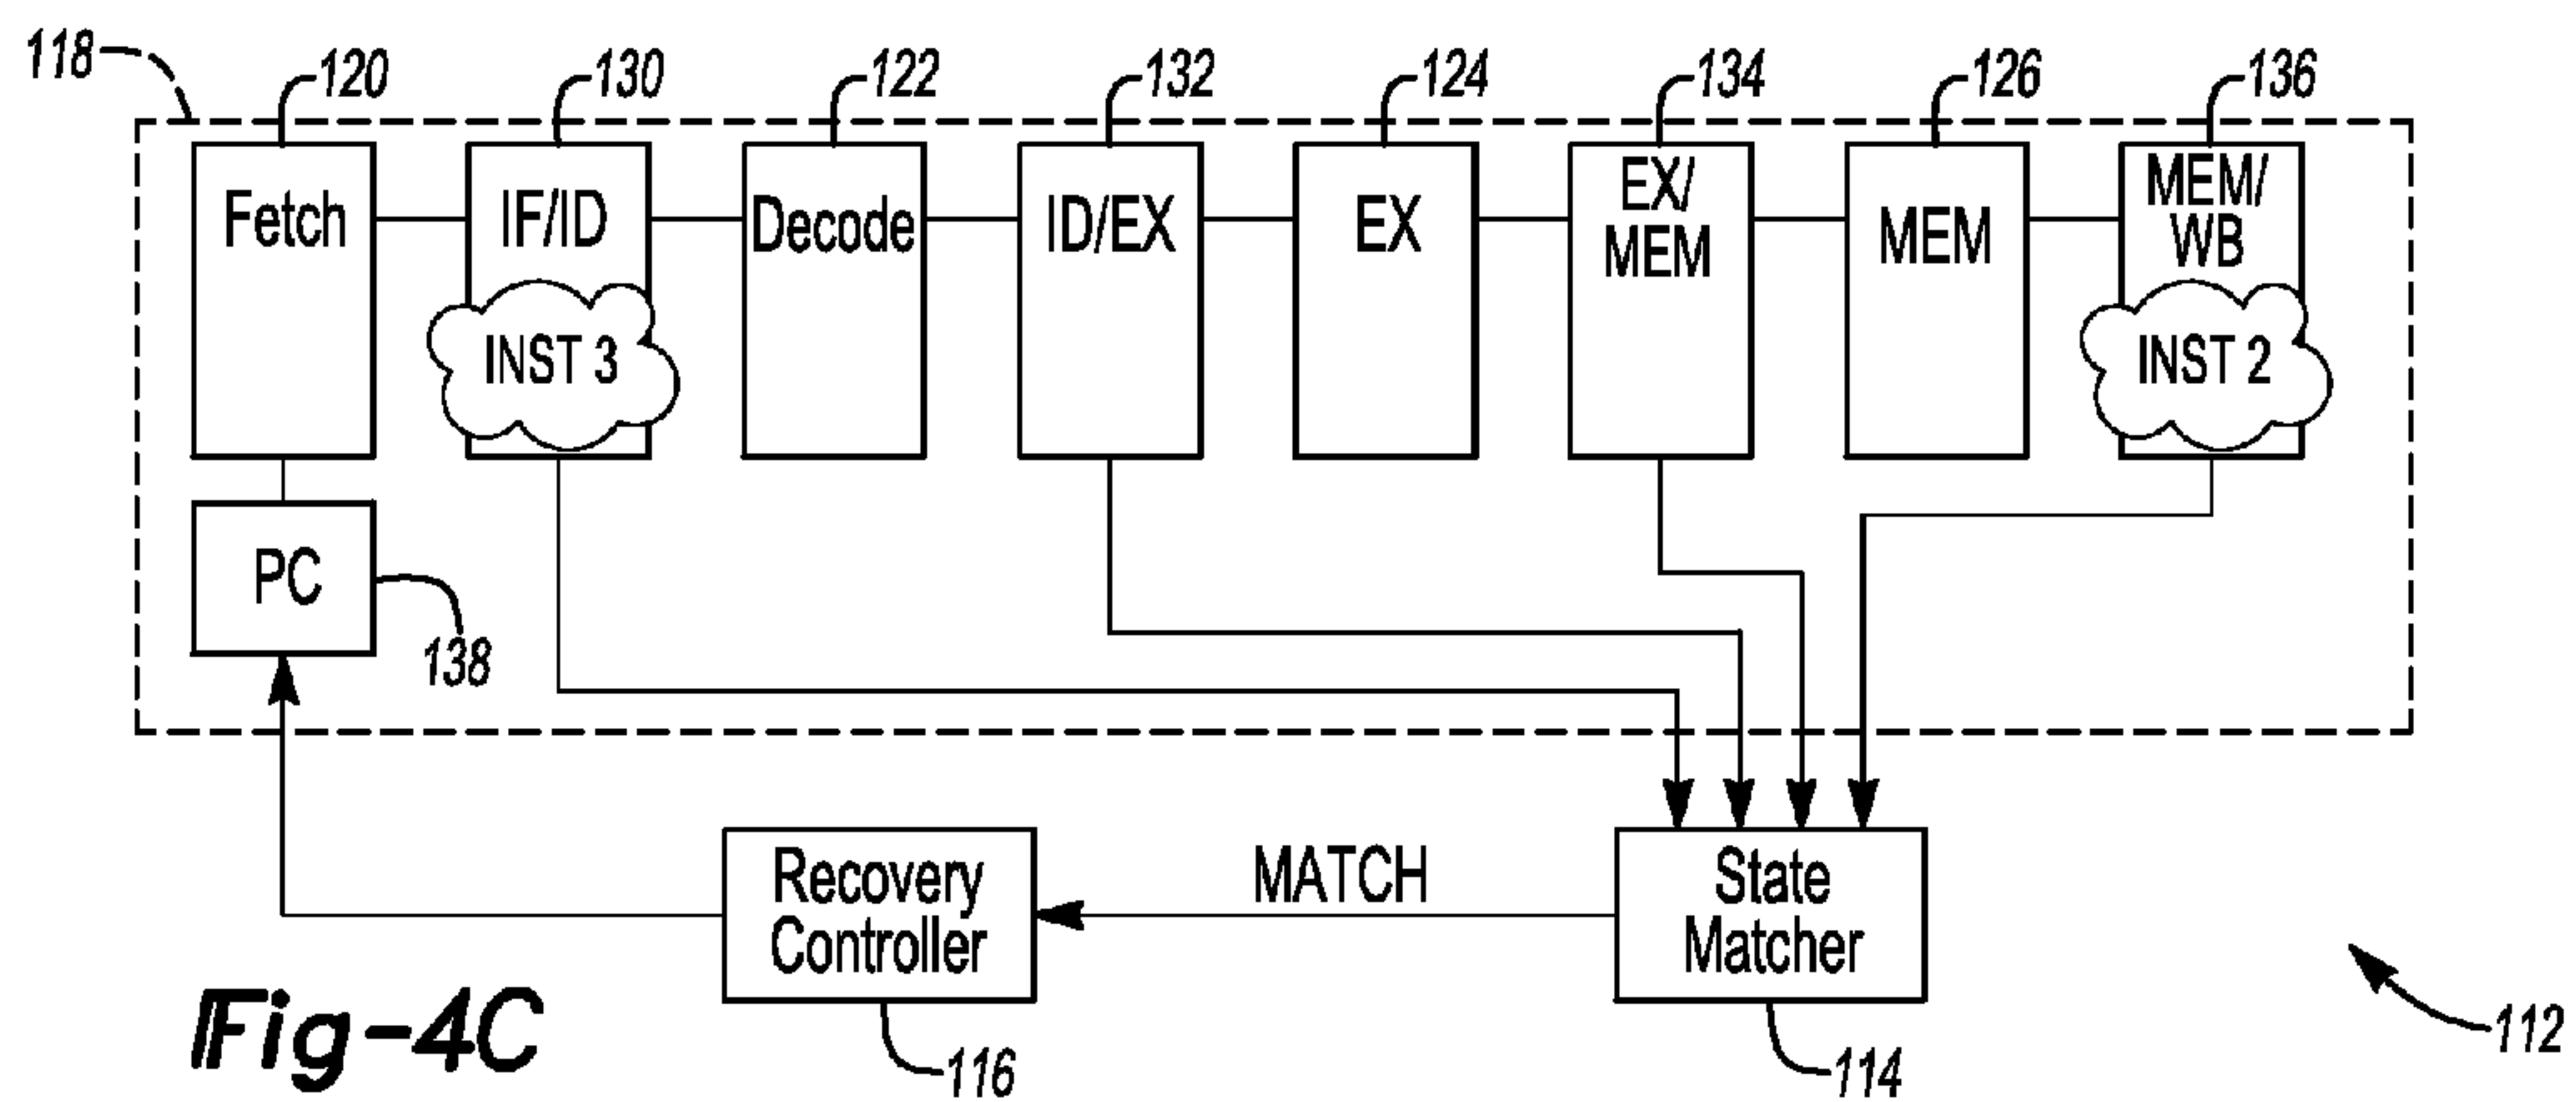 118
120
130
122
132
124
134
126
136
Fetch
IF/ID
Decode
ID/EX
EX
EX/
MEM
MEM
MEM/
WB
INST 3
INST 2
PC
138
Recovery
Controller
MATCH
State
Matcher
116
114
112
Fig-4C